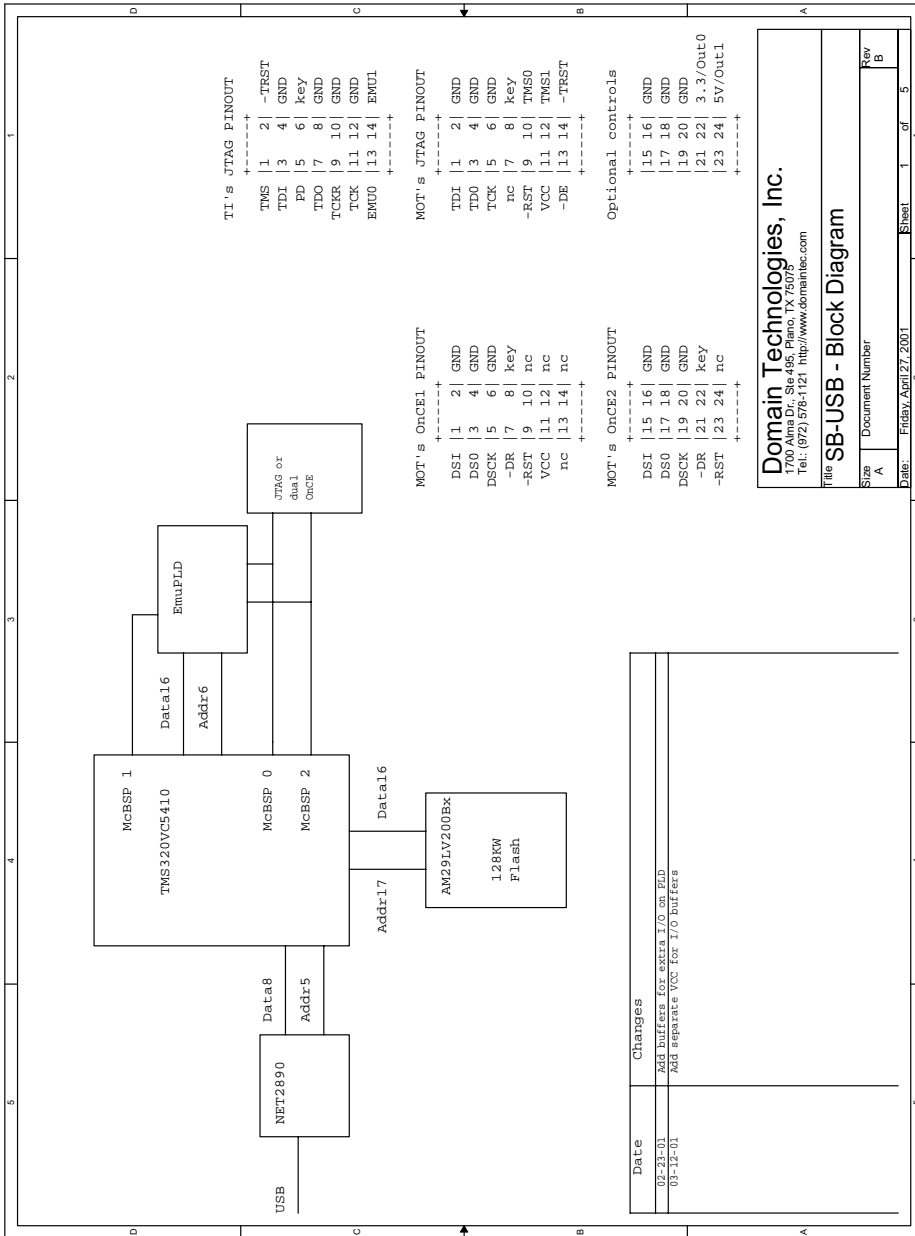 5
4
3
2
1
D
C
B
A
USB
NET2890
Data8
Addr5
McBSP 1
TMS320VC5410
McBSP 0
McBSP 2
Data16
Addr6
EmuPLD
JTAG or
dual
OnCE
Addr17
Data16
AM29LV200Bx
128KW
Flash
TI's JTAG PINOUT
+------+
TMS |1 2| -TRST
TDI |3 4| GND
PD |5 6| key
TDO |7 8| GND
TCKR |9 10| GND
TCK |11 12| GND
EMU0 |13 14| EMU1
+------+
MOT's OnCE1 PINOUT
+------+
DSI |1 2| GND
DS0 |3 4| GND
DSCK |5 6| GND
-DR |7 8| key
-RST |9 10| nc
VCC |11 12| nc
nc |13 14| nc
+------+
MOT's JTAG PINOUT
+------+
TDI |1 2| GND
TD0 |3 4| GND
TCK |5 6| GND
nc |7 8| key
-RST |9 10| TMS0
VCC |11 12| TMS1
-DE |13 14| -TRST
+------+
MOT's OnCE2 PINOUT
+------+
DSI |15 16| GND
DS0 |17 18| GND
DSCK |19 20| GND
-DR |21 22| key
-RST |23 24| nc
+------+
Optional controls
+------+
|15 16| GND
|17 18| GND
|19 20| GND
|21 22| 3.3/Out0
|23 24| 5V/Out1
+------+
Date Changes
02-23-01 Add buffers for extra I/O on PLD
03-12-01 Add separate VCC for I/O buffers
Domain Technologies, Inc.
1700 Alma Dr., Ste 495, Plano, TX 75075
Tel.: (972) 578-1121 http://www.domaintec.com
Title
SB-USB - Block Diagram
Size Document Number Rev
A B
Date: Friday, April 27, 2001 Sheet 1 of 5
D
C
B
A